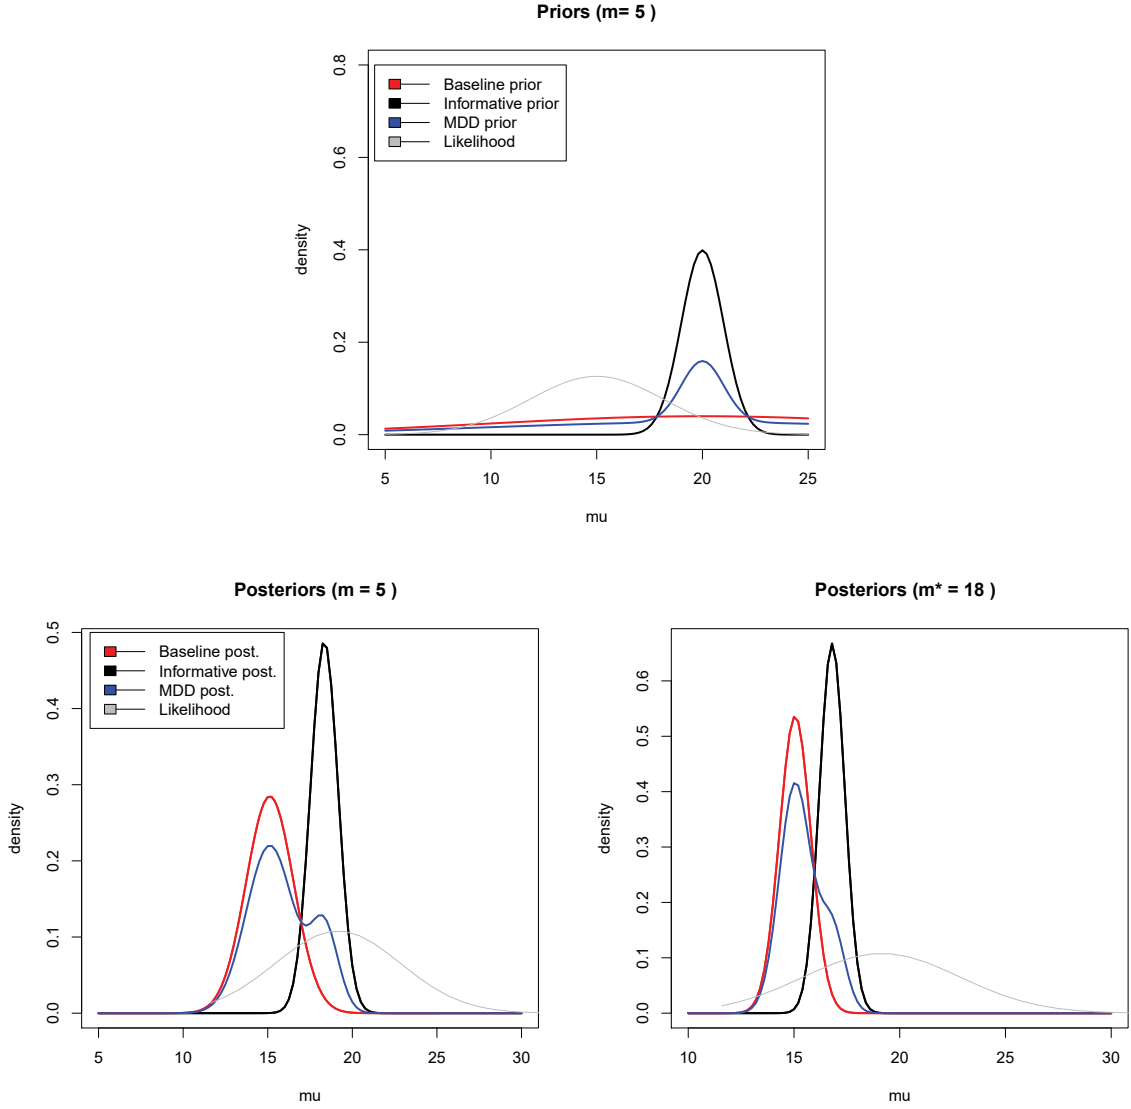 Priors (m= 5 )
density
0.8
0.6
0.4
0.2
0.0
Baseline prior
Informative prior
MDD prior
Likelihood
5 10 15 20 25
mu
Posteriors (m = 5 )
density
0.5
0.4
0.3
0.2
0.1
0.0
Baseline post.
Informative post.
MDD post.
Likelihood
5 10 15 20 25 30
mu
Posteriors (m* = 18 )
density
0.6
0.5
0.4
0.3
0.2
0.1
0.0
10 15 20 25 30
mu